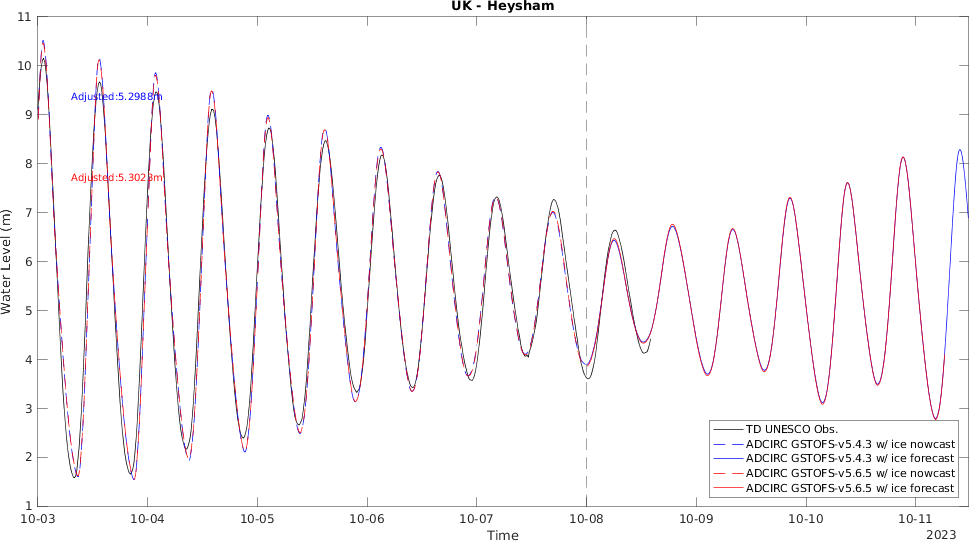 UK - Heysham
11
10
9
8
7
6
5
4
3
2
1
Water Level (m)
Adjusted:5.2988m
Adjusted:5.3023m
TD UNESCO Obs.
ADCIRC GSTOFS-v5.4.3 w/ ice nowcast
ADCIRC GSTOFS-v5.4.3 w/ ice forecast
ADCIRC GSTOFS-v5.6.5 w/ ice nowcast
ADCIRC GSTOFS-v5.6.5 w/ ice forecast
10-03 10-04 10-05 10-06 10-07 10-08 10-09 10-10 10-11
Time
2023